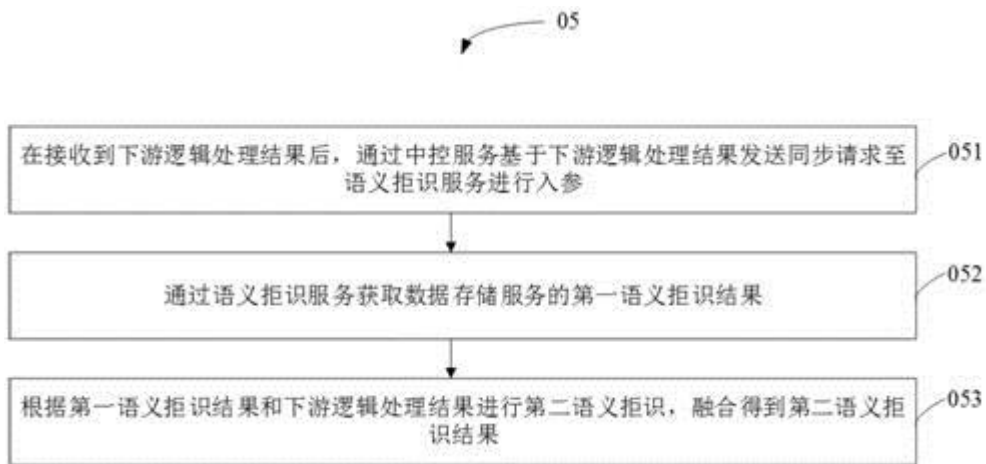 05
在接收到下游逻辑处理结果后，通过中控服务基于下游逻辑处理结果发送同步请求至
语义拒识服务进行入参
051
通过语义拒识服务获取数据存储服务的第一语义拒识结果
052
根据第一语义拒识结果和下游逻辑处理结果进行第二语义拒识，融合得到第二语义拒
识结果
053